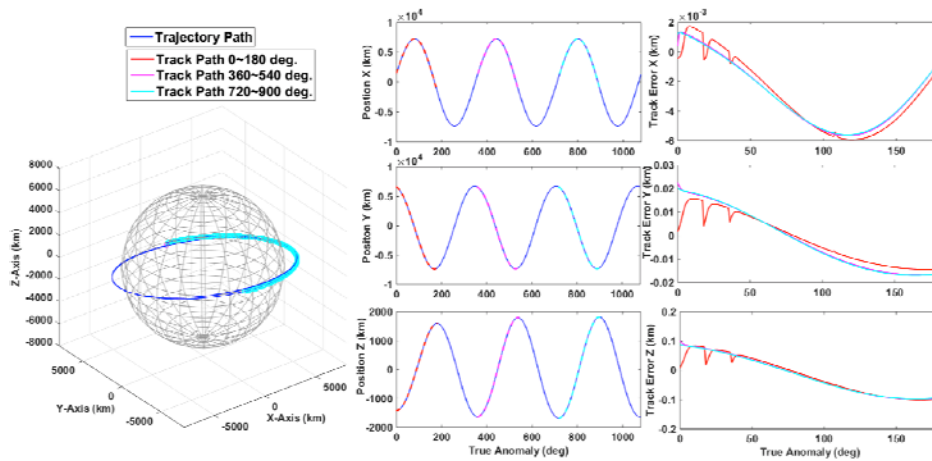 Trajectory Path
Track Path 0~180 deg.
Track Path 360~540 deg.
Track Path 720~900 deg.
8000
6000
4000
2000
0
-2000
-4000
-6000
-8000
Z-Axis (km)
5000
0
-5000
Y-Axis (km)
5000
0
-5000
X-Axis (km)
×10⁴
1
0.5
0
-0.5
-1
0 200 400 600 800 1000
Postion X (km)
×10⁴
1
0.5
0
-0.5
-1
0 200 400 600 800 1000
Position Y (km)
2000
1000
0
-1000
-2000
0 200 400 600 800 1000
Position Z (km)
True Anomaly (deg)
×10⁻³
2
0
-2
-4
-6
0 50 100 150
Track Error X (km)
0.03
0.02
0.01
0
-0.01
-0.02
0 50 100 150
Track Error Y (km)
0.2
0.1
0
-0.1
-0.2
0 50 100 150
Track Error Z (km)
True Anomaly (deg)